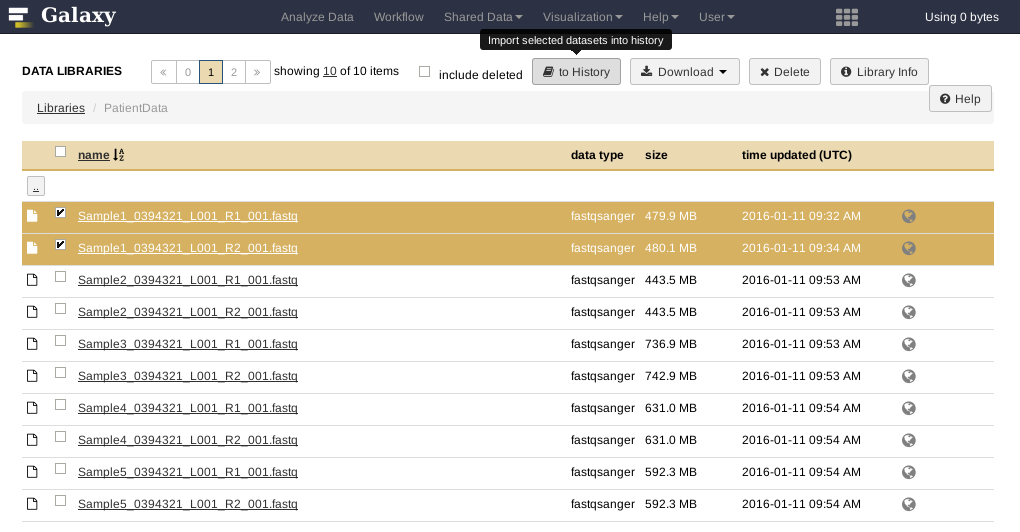 Galaxy Analyze Data Workflow Shared Data Visualization Help User Using 0 bytes
Import selected datasets into history
DATA LIBRARIES « 0 1 2 » showing 10 of 10 items include deleted to History Download Delete Library Info
Help
Libraries / PatientData
name data type size time updated (UTC)
..
Sample1_0394321_L001_R1_001.fastq fastqsanger 479.9 MB 2016-01-11 09:32 AM
Sample1_0394321_L001_R2_001.fastq fastqsanger 480.1 MB 2016-01-11 09:34 AM
Sample2_0394321_L001_R1_001.fastq fastqsanger 443.5 MB 2016-01-11 09:53 AM
Sample2_0394321_L001_R2_001.fastq fastqsanger 443.5 MB 2016-01-11 09:53 AM
Sample3_0394321_L001_R1_001.fastq fastqsanger 736.9 MB 2016-01-11 09:53 AM
Sample3_0394321_L001_R2_001.fastq fastqsanger 742.9 MB 2016-01-11 09:53 AM
Sample4_0394321_L001_R1_001.fastq fastqsanger 631.0 MB 2016-01-11 09:54 AM
Sample4_0394321_L001_R2_001.fastq fastqsanger 631.0 MB 2016-01-11 09:54 AM
Sample5_0394321_L001_R1_001.fastq fastqsanger 592.3 MB 2016-01-11 09:54 AM
Sample5_0394321_L001_R2_001.fastq fastqsanger 592.3 MB 2016-01-11 09:54 AM